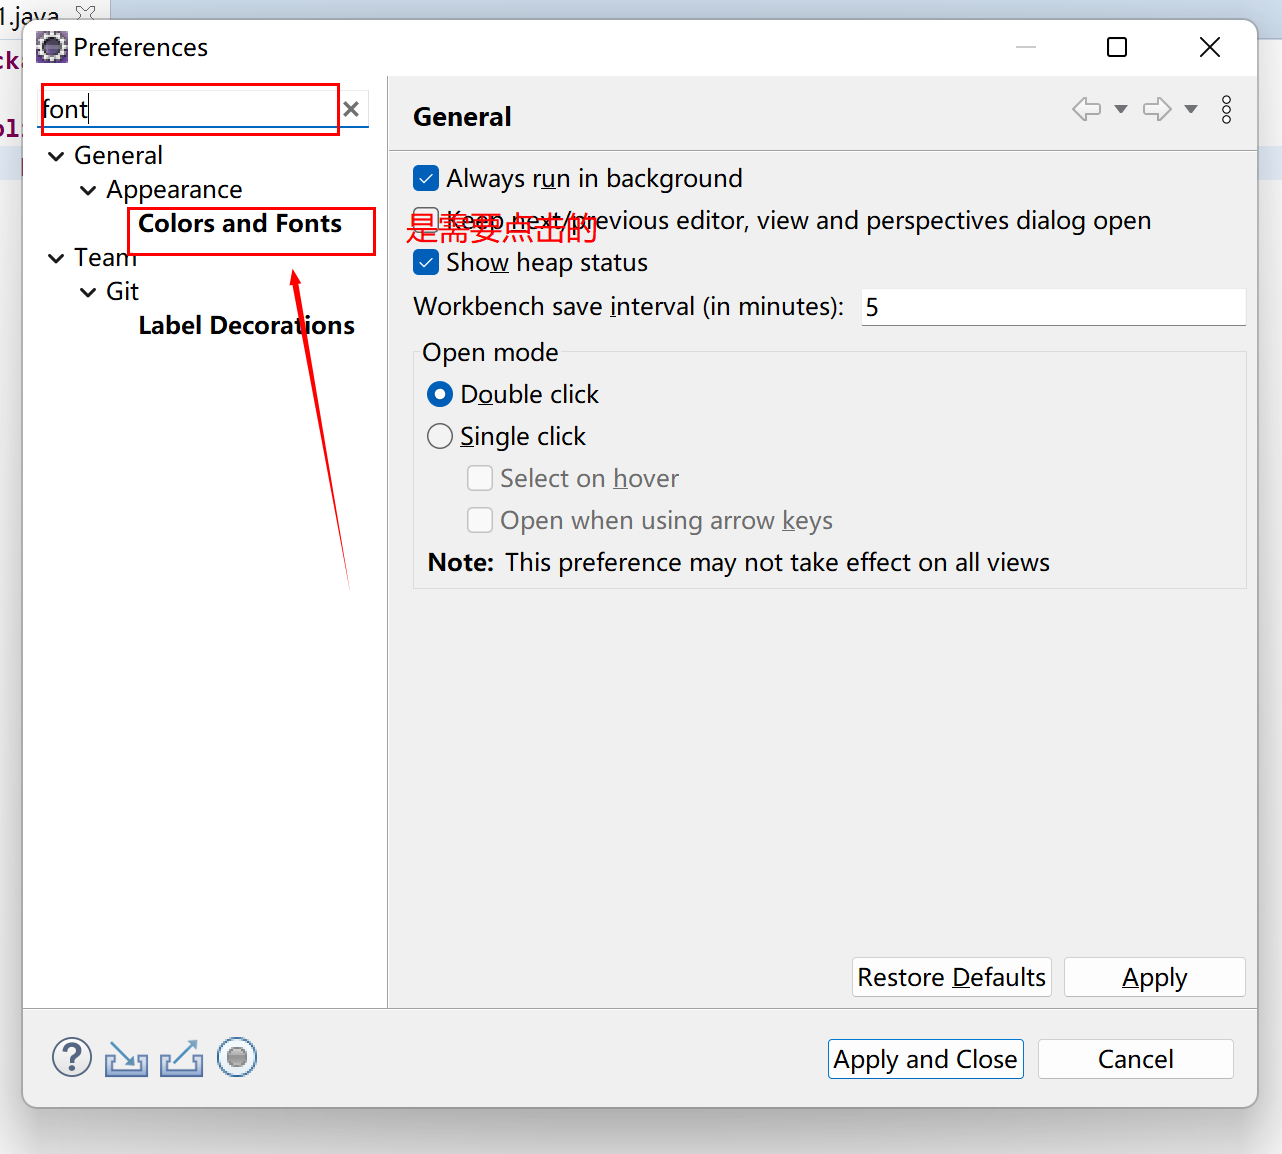 1.java
Preferences
font
General
Appearance
Colors and Fonts
Team
Git
Label Decorations
General
Always run in background
Keep next/previous editor, view and perspectives dialog open
是需要点击的
Show heap status
Workbench save interval (in minutes): 5
Open mode
Double click
Single click
Select on hover
Open when using arrow keys
Note: This preference may not take effect on all views
Restore Defaults
Apply
Apply and Close
Cancel